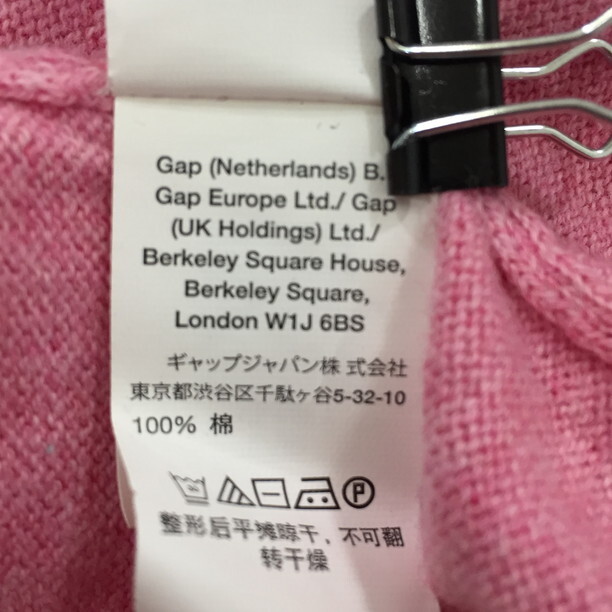 Gap (Netherlands) B.
Gap Europe Ltd./ Gap
(UK Holdings) Ltd./
Berkeley Square House,
Berkeley Square,
London W1J 6BS
ギャップジャパン株 式会社
東京都渋谷区千駄ヶ谷5-32-10
100% 棉
P
整形后平摊晾干，不可翻
转干燥